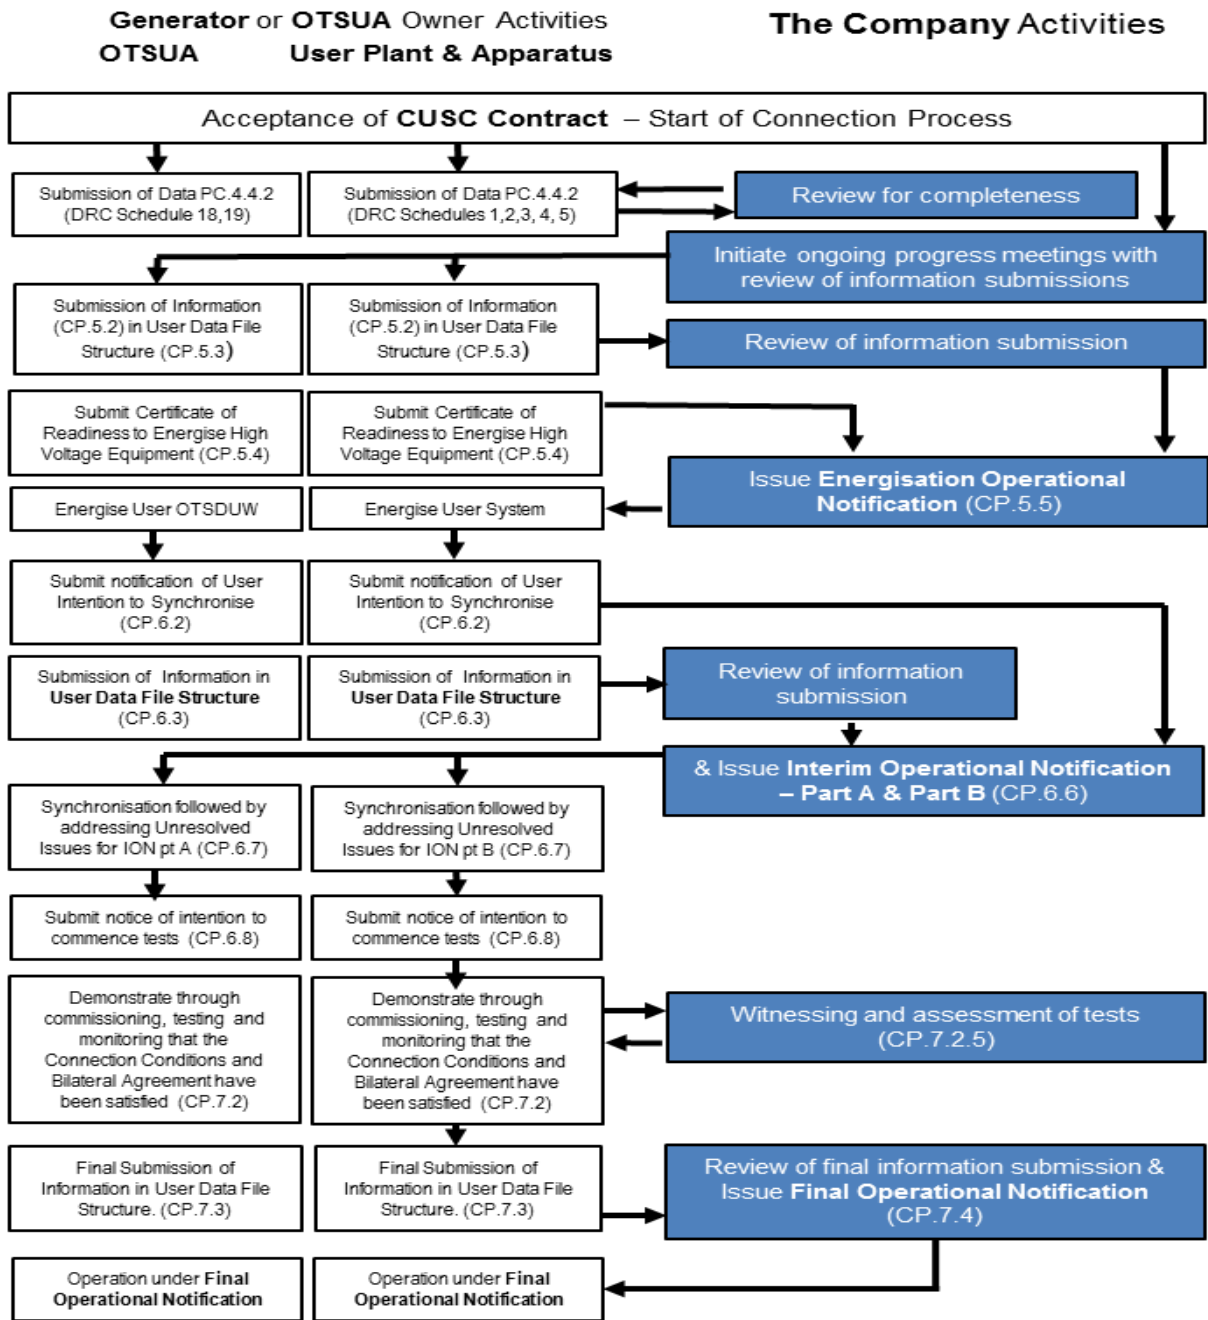 Generator or OTSUA Owner Activities
OTSUA User Plant & Apparatus
The Company Activities
Acceptance of CUSC Contract – Start of Connection Process
Submission of Data PC.4.4.2
(DRC Schedule 18,19)
Submission of Data PC.4.4.2
(DRC Schedules 1,2,3, 4, 5)
Review for completeness
Initiate ongoing progress meetings with
review of information submissions
Submission of Information
(CP.5.2) in User Data File
Structure (CP.5.3)
Submission of Information
(CP.5.2) in User Data File
Structure (CP.5.3)
Review of information submission
Submit Certificate of
Readiness to Energise High
Voltage Equipment (CP.5.4)
Submit Certificate of
Readiness to Energise High
Voltage Equipment (CP.5.4)
Issue Energisation Operational
Notification (CP.5.5)
Energise User OTSDUW
Energise User System
Submit notification of User
Intention to Synchronise
(CP.6.2)
Submit notification of User
Intention to Synchronise
(CP.6.2)
Submission of Information in
User Data File Structure
(CP.6.3)
Submission of Information in
User Data File Structure
(CP.6.3)
Review of information
submission
& Issue Interim Operational Notification
– Part A & Part B (CP.6.6)
Synchronisation followed by
addressing Unresolved
Issues for ION pt A (CP.6.7)
Synchronisation followed by
addressing Unresolved
Issues for ION pt B (CP.6.7)
Submit notice of intention to
commence tests (CP.6.8)
Submit notice of intention to
commence tests (CP.6.8)
Demonstrate through
commissioning, testing and
monitoring that the
Connection Conditions and
Bilateral Agreement have
been satisfied (CP.7.2)
Demonstrate through
commissioning, testing and
monitoring that the
Connection Conditions and
Bilateral Agreement have
been satisfied (CP.7.2)
Witnessing and assessment of tests
(CP.7.2.5)
Final Submission of
Information in User Data File
Structure. (CP.7.3)
Final Submission of
Information in User Data File
Structure. (CP.7.3)
Review of final information submission &
Issue Final Operational Notification
(CP.7.4)
Operation under Final
Operational Notification
Operation under Final
Operational Notification